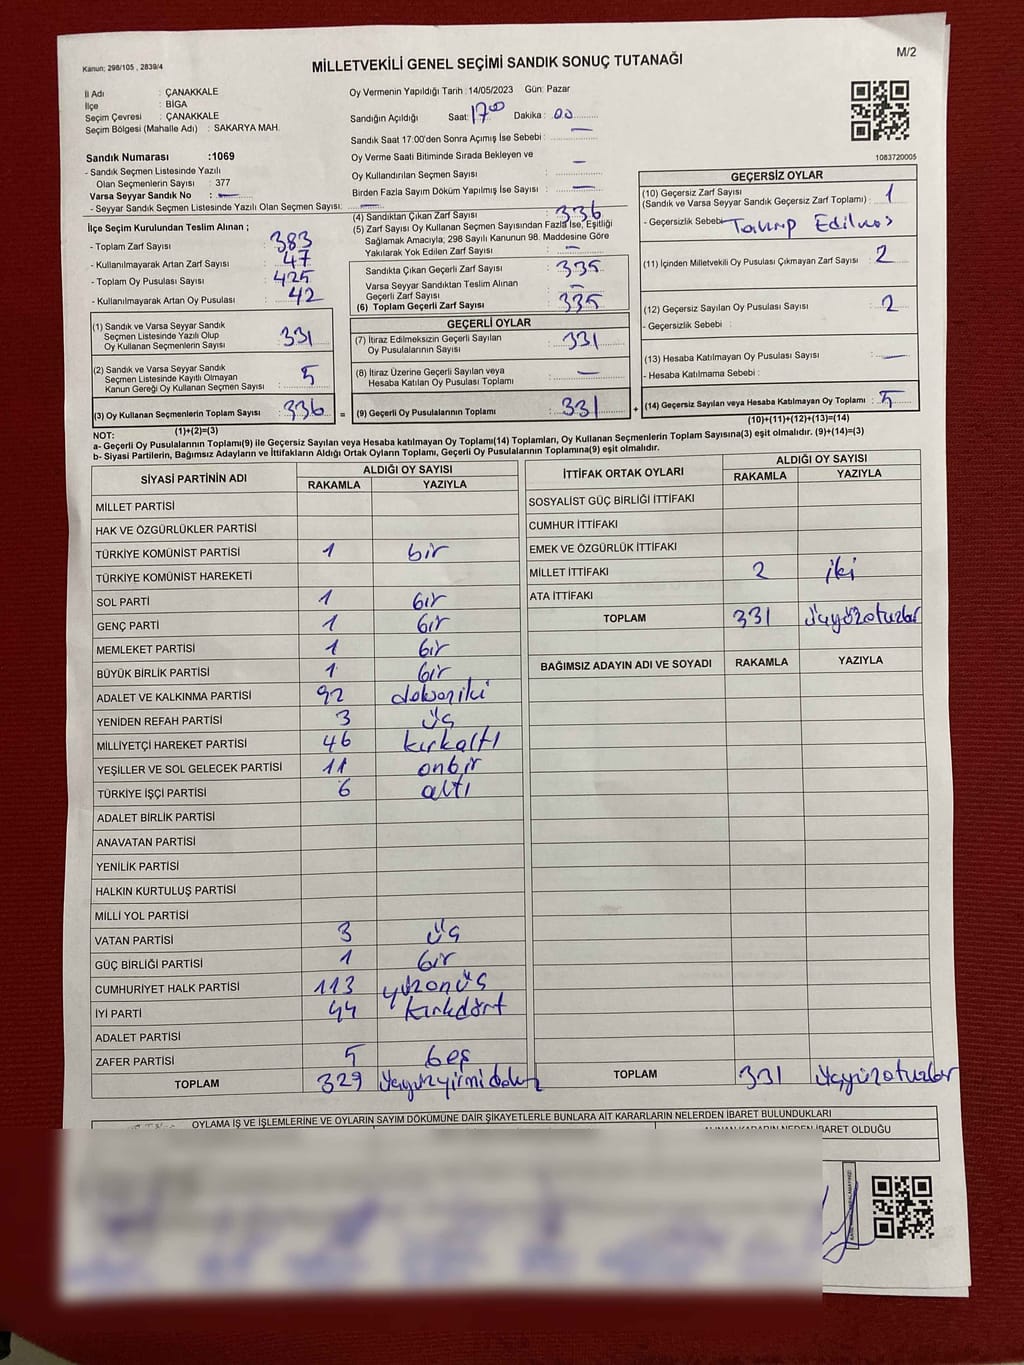 Kanun; 298/105 , 2839/4
MİLLETVEKİLİ GENEL SEÇİMİ SANDIK SONUÇ TUTANAĞI
M/2
İl Adı : ÇANAKKALE
İlçe : BİGA
Seçim Çevresi : ÇANAKKALE
Seçim Bölgesi (Mahalle Adı) : SAKARYA MAH.
Oy Vermenin Yapıldığı Tarih : 14/05/2023 Gün: Pazar
Sandığın Açıldığı Saat: 17 00 Dakika : 00
Sandık Saat 17.00'den Sonra Açımış İse Sebebi : —
Oy Verme Saati Bitiminde Sırada Bekleyen ve
Oy Kullandırılan Seçmen Sayısı : —
Birden Fazla Sayım Döküm Yapılmış İse Sayısı : —
1083720005
Sandık Numarası :1069
- Sandık Seçmen Listesinde Yazılı
Olan Seçmenlerin Sayısı : 377
Varsa Seyyar Sandık No : —
- Seyyar Sandık Seçmen Listesinde Yazılı Olan Seçmen Sayısı: —
İlçe Seçim Kurulundan Teslim Alınan ;
- Toplam Zarf Sayısı : 383
- Kullanılmayarak Artan Zarf Sayısı : 47
- Toplam Oy Pusulası Sayısı : 425
- Kullanılmayarak Artan Oy Pusulası : 42
(1) Sandık ve Varsa Seyyar Sandık
Seçmen Listesinde Yazılı Olup
Oy Kullanan Seçmenlerin Sayısı : 331
(2) Sandık ve Varsa Seyyar Sandık
Seçmen Listesinde Kayıtlı Olmayan
Kanun Gereği Oy Kullanan Seçmen Sayısı : 5
(3) Oy Kullanan Seçmenlerin Toplam Sayısı : 336
(1)+(2)=(3)
(4) Sandıktan Çıkan Zarf Sayısı : 336
(5) Zarf Sayısı Oy Kullanan Seçmen Sayısından Fazla İse, Eşitliği
Sağlamak Amacıyla; 298 Sayılı Kanunun 98. Maddesine Göre
Yakılarak Yok Edilen Zarf Sayısı : —
Sandıkta Çıkan Geçerli Zarf Sayısı : 335
Varsa Seyyar Sandıktan Teslim Alınan
Geçerli Zarf Sayısı : —
(6) Toplam Geçerli Zarf Sayısı : 335
GEÇERLİ OYLAR
(7) İtiraz Edilmeksizin Geçerli Sayılan
Oy Pusulalarının Sayısı : 331
(8) İtiraz Üzerine Geçerli Sayılan veya
Hesaba Katılan Oy Pusulası Toplamı : —
= (9) Geçerli Oy Pusulalarının Toplamı : 331
GEÇERSİZ OYLAR
(10) Geçersiz Zarf Sayısı
(Sandık ve Varsa Seyyar Sandık Geçersiz Zarf Toplamı) : 1
- Geçersizlik Sebebi : Edilmiş
(11) İçinden Milletvekili Oy Pusulası Çıkmayan Zarf Sayısı : 2
(12) Geçersiz Sayılan Oy Pusulası Sayısı : 2
- Geçersizlik Sebebi :
(13) Hesaba Katılmayan Oy Pusulası Sayısı : —
- Hesaba Katılmama Sebebi :
+ (14) Geçersiz Sayılan veya Hesaba Katılmayan Oy Toplamı : 5
(10)+(11)+(12)+(13)=(14)
NOT:
a- Geçerli Oy Pusulalarının Toplamı(9) ile Geçersiz Sayılan veya Hesaba katılmayan Oy Toplamı(14) Toplamları, Oy Kullanan Seçmenlerin Toplam Sayısına(3) eşit olmalıdır. (9)+(14)=(3)
b- Siyasi Partilerin, Bağımsız Adayların ve İttifakların Aldığı Ortak Oyların Toplamı, Geçerli Oy Pusulalarının Toplamına(9) eşit olmalıdır.
SİYASİ PARTİNİN ADI ALDIĞI OY SAYISI
RAKAMLA YAZIYLA
MİLLET PARTİSİ
HAK VE ÖZGÜRLÜKLER PARTİSİ
TÜRKİYE KOMÜNİST PARTİSİ 1 bir
TÜRKİYE KOMÜNİST HAREKETİ
SOL PARTİ 1 bir
GENÇ PARTİ 1 bir
MEMLEKET PARTİSİ 1 bir
BÜYÜK BİRLİK PARTİSİ 1 bir
ADALET VE KALKINMA PARTİSİ 92 doksaniki
YENİDEN REFAH PARTİSİ 3 üç
MİLLİYETÇİ HAREKET PARTİSİ 46 kırkaltı
YEŞİLLER VE SOL GELECEK PARTİSİ 11 onbir
TÜRKİYE İŞÇİ PARTİSİ 6 altı
ADALET BİRLİK PARTİSİ
ANAVATAN PARTİSİ
YENİLİK PARTİSİ
HALKIN KURTULUŞ PARTİSİ
MİLLİ YOL PARTİSİ
VATAN PARTİSİ 3 üç
GÜÇ BİRLİĞİ PARTİSİ 1 bir
CUMHURİYET HALK PARTİSİ 113 yüzonüç
İYİ PARTİ 44 kırkdört
ADALET PARTİSİ
ZAFER PARTİSİ 5 beş
TOPLAM 329 üçyüzyirmidokuz
İTTİFAK ORTAK OYLARI ALDIĞI OY SAYISI
RAKAMLA YAZIYLA
SOSYALİST GÜÇ BİRLİĞİ İTTİFAKI
CUMHUR İTTİFAKI
EMEK VE ÖZGÜRLÜK İTTİFAKI
MİLLET İTTİFAKI 2 iki
ATA İTTİFAKI
TOPLAM 331 üçyüzotuzbir
BAĞIMSIZ ADAYIN ADI VE SOYADI RAKAMLA YAZIYLA
TOPLAM 331 üçyüzotuzbir
OYLAMA İŞ VE İŞLEMLERİNE VE OYLARIN SAYIM DÖKÜMÜNE DAİR ŞİKAYETLERLE BUNLARA AİT KARARLARIN NELERDEN İBARET BULUNDUKLARI
ALINAN KARARIN NEDEN İBARET OLDUĞU